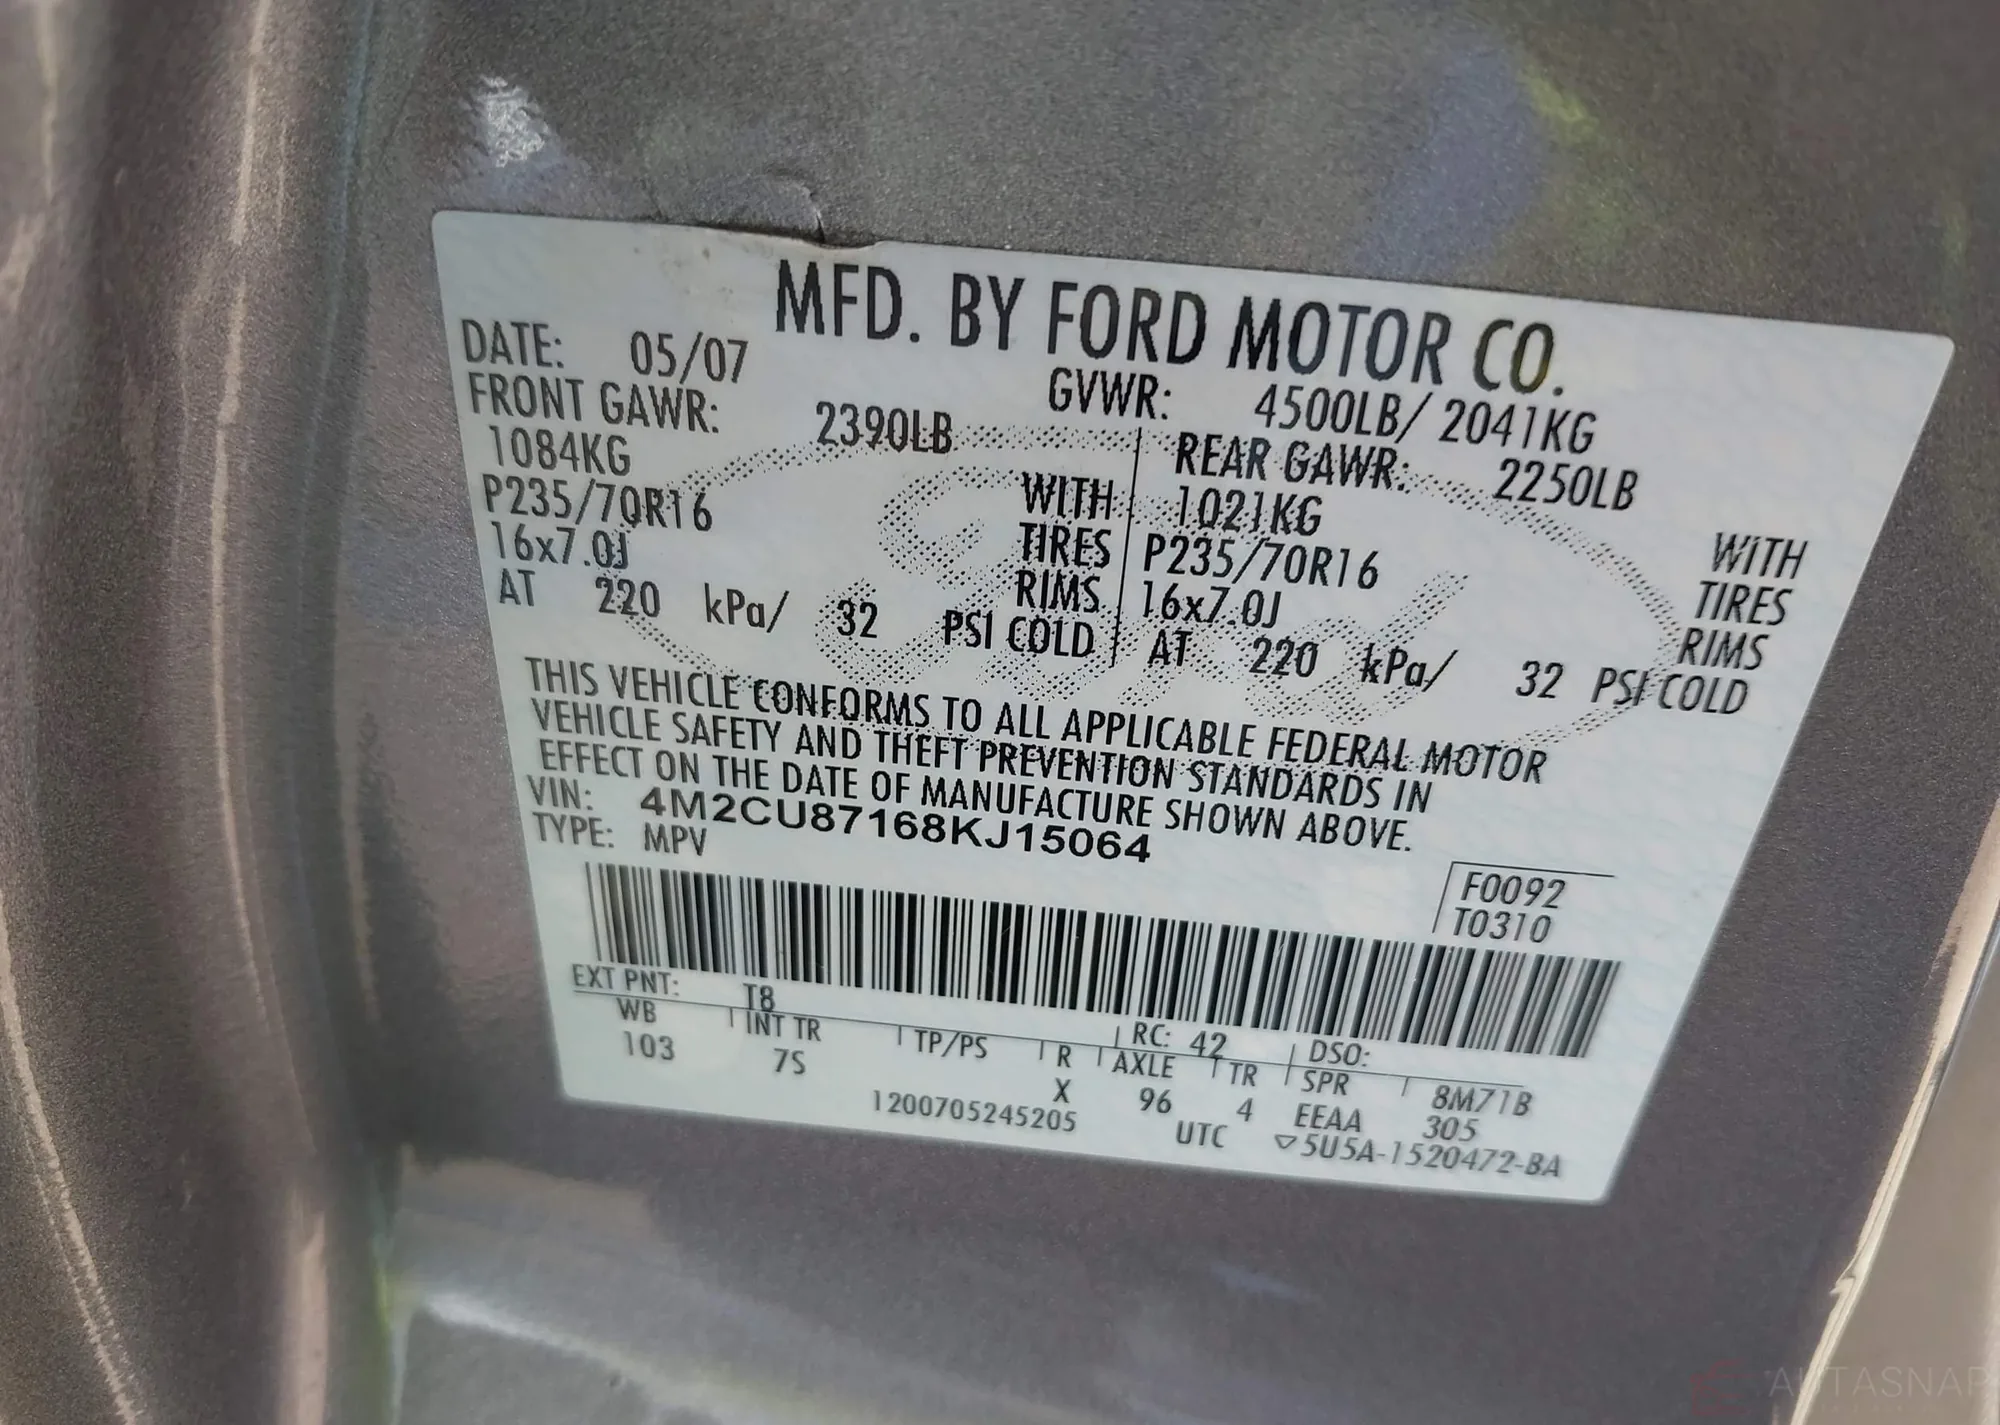 MFD. BY FORD MOTOR CO.
DATE: 05/07 GVWR: 4500LB/ 2041KG
FRONT GAWR: 2390LB REAR GAWR: 2250LB
1084KG WITH 1021KG WITH
P235/70R16 TIRES P235/70R16 TIRES
16x7.0J RIMS 16x7.0J RIMS
AT 220 kPa/ 32 PSI COLD AT 220 kPa/ 32 PSI COLD
THIS VEHICLE CONFORMS TO ALL APPLICABLE FEDERAL MOTOR
VEHICLE SAFETY AND THEFT PREVENTION STANDARDS IN
EFFECT ON THE DATE OF MANUFACTURE SHOWN ABOVE.
VIN: 4M2CU87168KJ15064
TYPE: MPV
F0092
T0310
EXT PNT: T8 RC: 42 DSO:
WB INT TR TP/PS R AXLE TR SPR 8M71B
103 7S X 96 4 EEAA 305
1200705245205 UTC ▽5U5A-1520472-BA
Ford
AUTASNAP